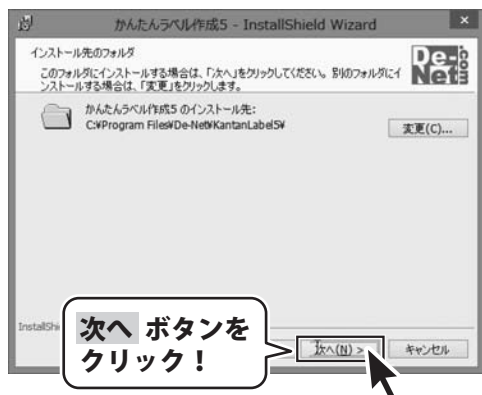 かんたんラベル作成5 - InstallShield Wizard
インストール先のフォルダ
このフォルダにインストールする場合は、「次へ」をクリックしてください。別のフォルダにイ
ンストールする場合は、「変更」をクリックします。
De-
Net
かんたんラベル作成5 のインストール先:
C:¥Program Files¥De-Net¥KantanLabel5¥
変更(C)...
InstallShi
次へ ボタンを
クリック！
次へ(N) >
キャンセル